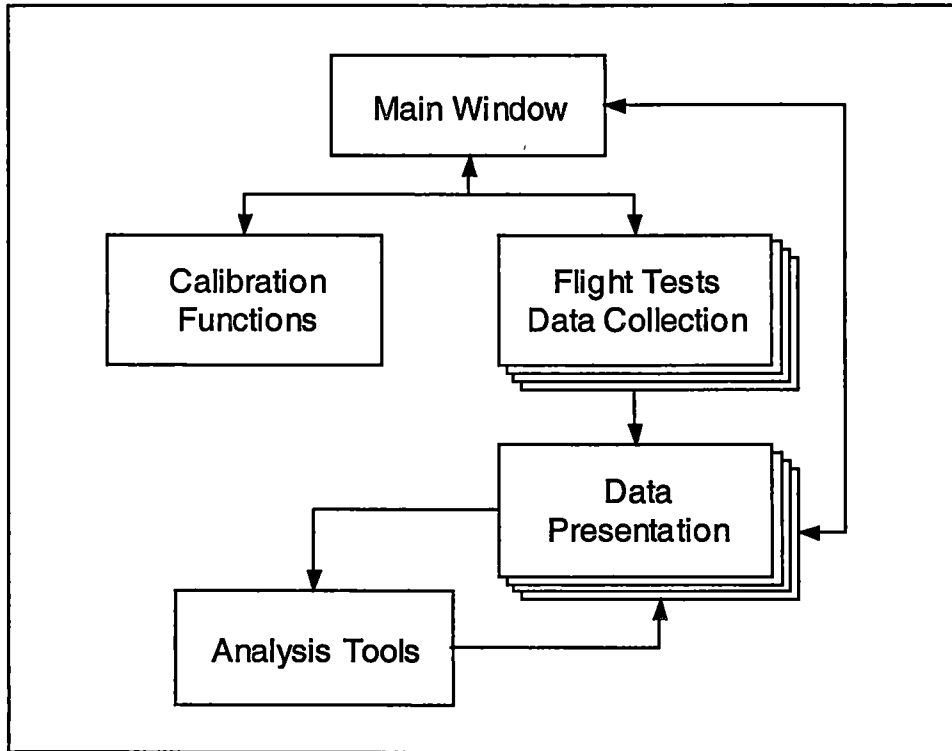 Main Window
Calibration
Functions
Flight Tests
Data Collection
Data
Presentation
Analysis Tools